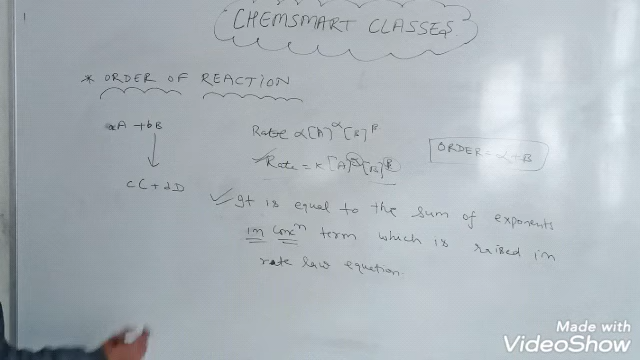 CHEMSMART CLASSES
* ORDER OF REACTION
aA + bB
Rate ∝ [A]^α [B]^β
ORDER = α+β
Rate = K [A]^α [B]^β
cC + dD
It is equal to the sum of exponents
in concⁿ term which is raised in
rate law equation.
Made with
VideoShow